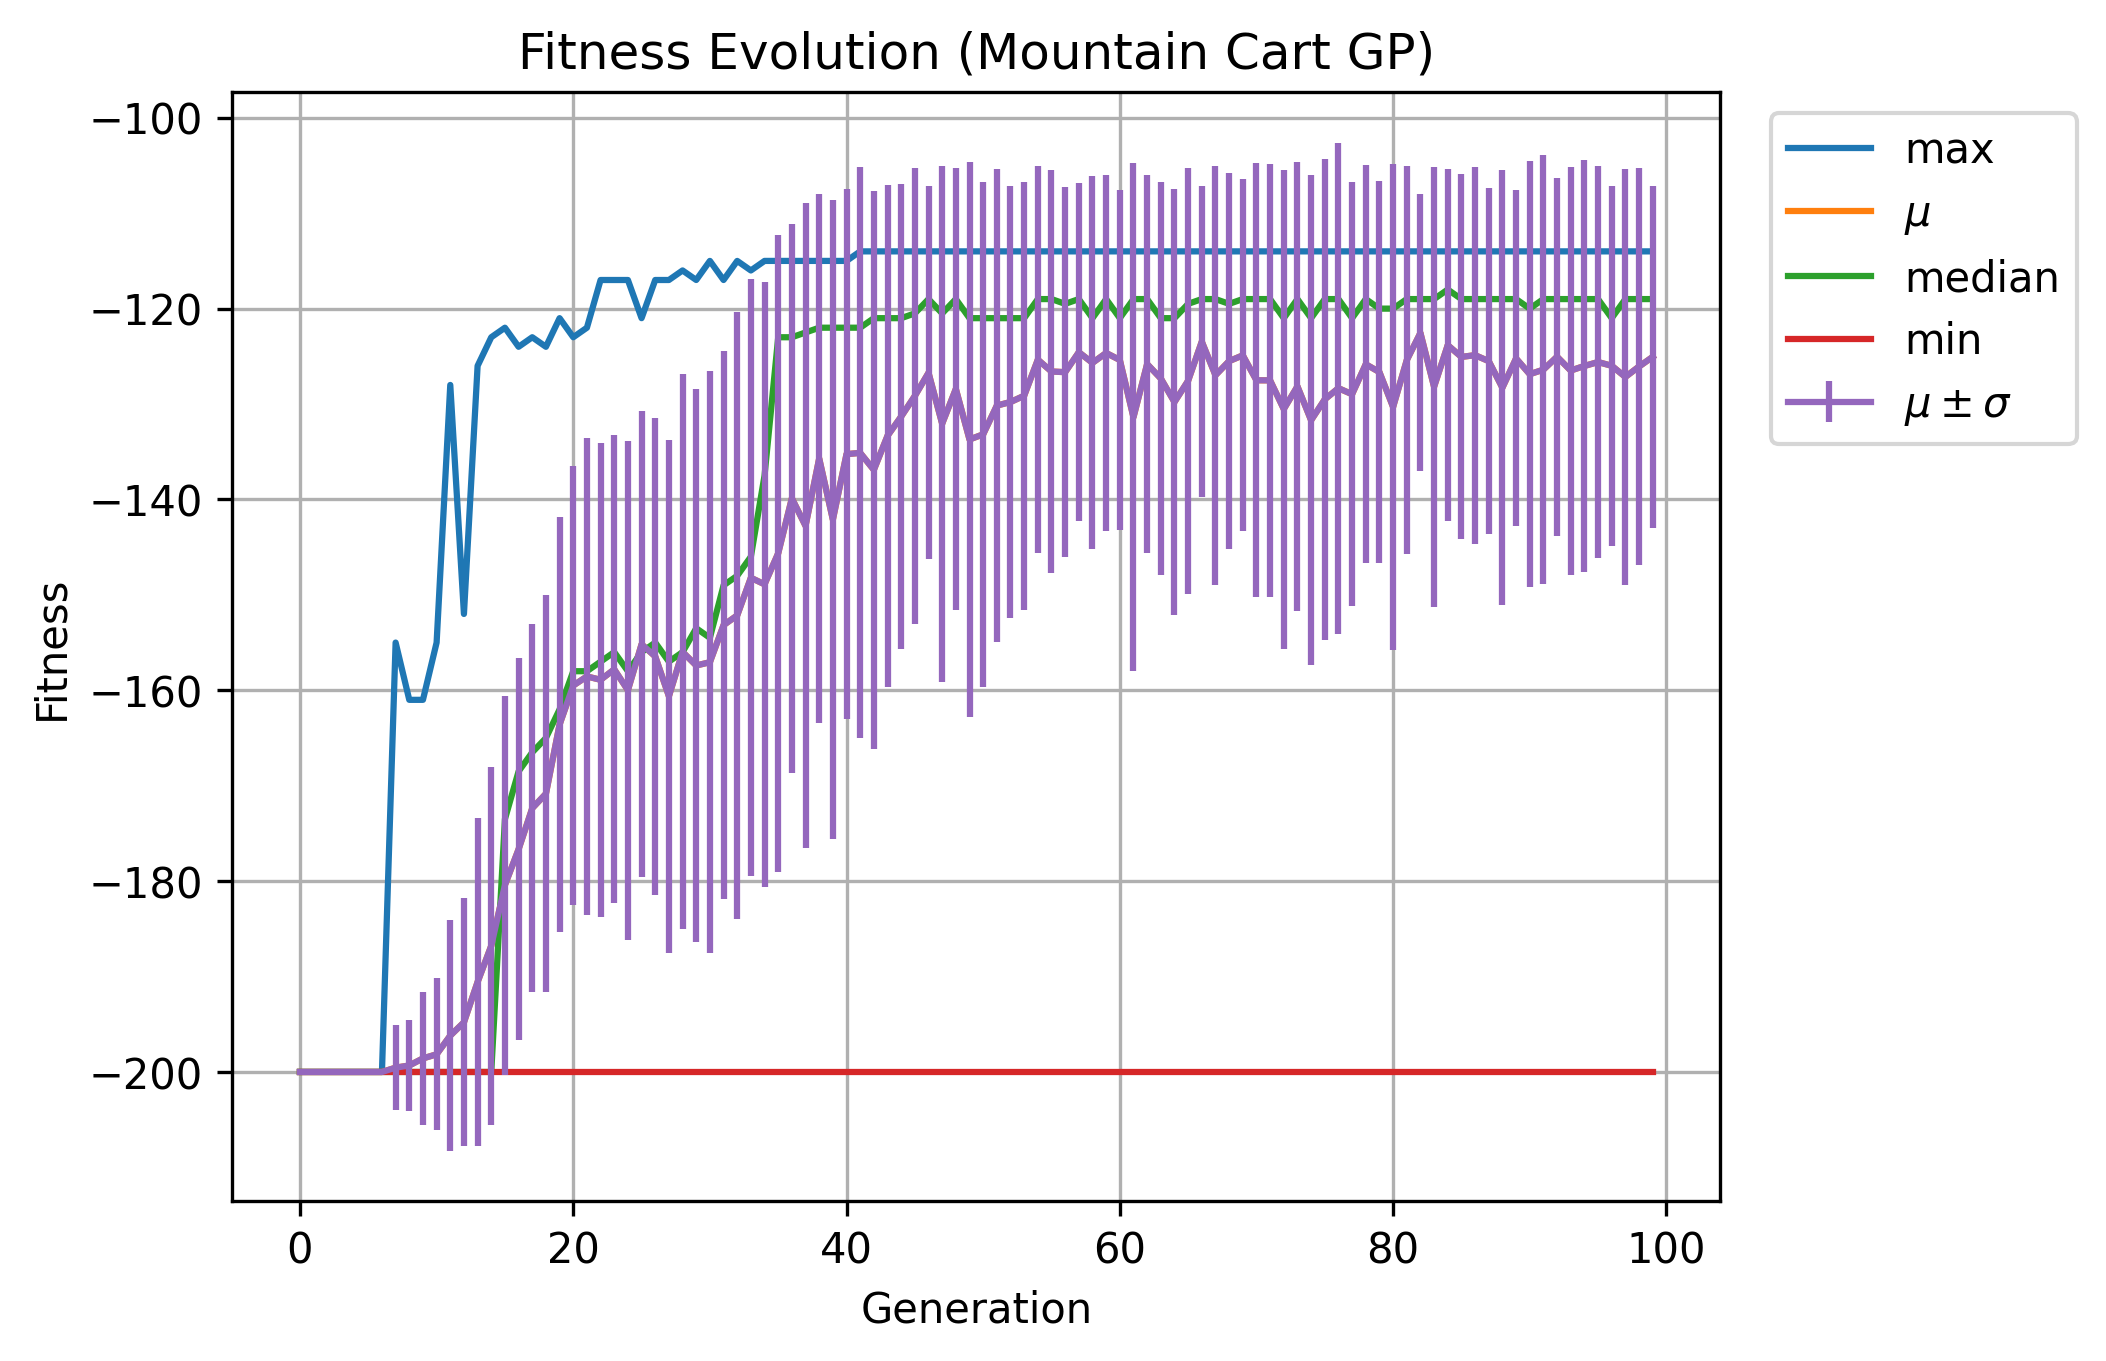 Fitness Evolution (Mountain Cart GP)
−100
−120
−140
−160
−180
−200
Fitness
0 20 40 60 80 100
Generation
max
μ
median
min
μ ± σ